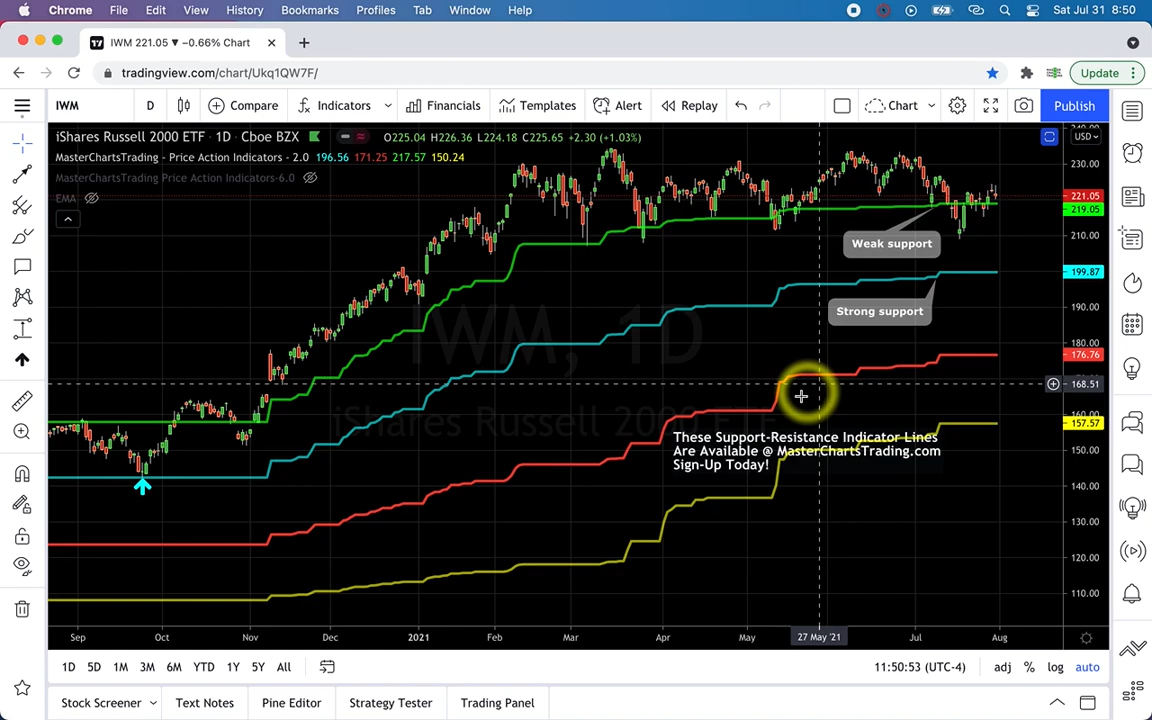 Chrome File Edit View History Bookmarks Profiles Tab Window Help Sat Jul 31 8:50
IWM 221.05 ▼ −0.66% Chart
tradingview.com/chart/Ukq1QW7F/ Update
IWM D Compare Indicators Financials Templates Alert Replay Chart Publish
iShares Russell 2000 ETF · 1D · Cboe BZX O225.04 H226.36 L224.18 C225.65 +2.30 (+1.03%) USD
MasterChartsTrading - Price Action Indicators - 2.0 196.56 171.25 217.57 150.24
MasterChartsTrading Price Action Indicators-6.0
EMA
240.00
230.00
221.05
219.05
210.00
199.87
190.00
180.00
176.76
168.51
160.00
157.57
150.00
140.00
130.00
120.00
110.00
Weak support
Strong support
IWM, 1D
iShares Russell 2000 ETF
These Support-Resistance Indicator Lines
Are Available @ MasterChartsTrading.com
Sign-Up Today!
Sep Oct Nov Dec 2021 Feb Mar Apr May 27 May '21 Jul Aug
1D 5D 1M 3M 6M YTD 1Y 5Y All 11:50:53 (UTC-4) adj % log auto
Stock Screener Text Notes Pine Editor Strategy Tester Trading Panel